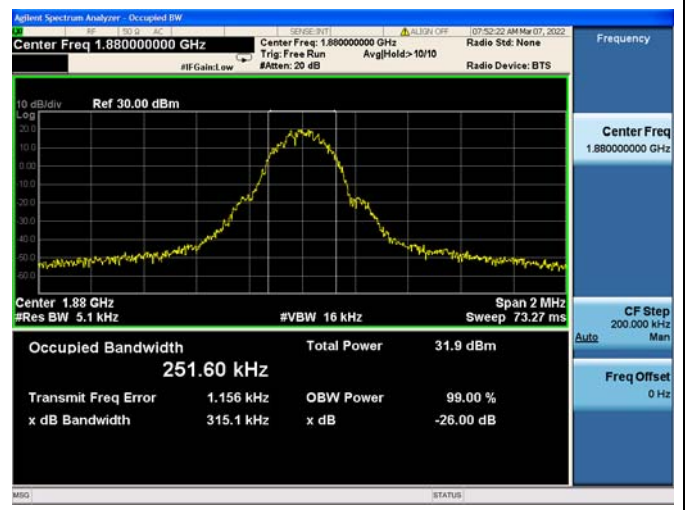 Agilent Spectrum Analyzer - Occupied BW
RF 50 Ω AC SENSE:INT ALIGN OFF 07:52:22 AM Mar 07, 2022
Center Freq 1.880000000 GHz Center Freq: 1.880000000 GHz Radio Std: None
Trig: Free Run Avg|Hold:>10/10
#IFGain:Low #Atten: 20 dB Radio Device: BTS
Frequency
10 dB/div Ref 30.00 dBm
Log
20.0
10.0
0.00
-10.0
-20.0
-30.0
-40.0
-50.0
-60.0
Center 1.88 GHz Span 2 MHz
#Res BW 5.1 kHz #VBW 16 kHz Sweep 73.27 ms
Occupied Bandwidth Total Power 31.9 dBm
251.60 kHz
Transmit Freq Error 1.156 kHz OBW Power 99.00 %
x dB Bandwidth 315.1 kHz x dB -26.00 dB
Center Freq
1.880000000 GHz
CF Step
200.000 kHz
Auto Man
Freq Offset
0 Hz
MSG STATUS